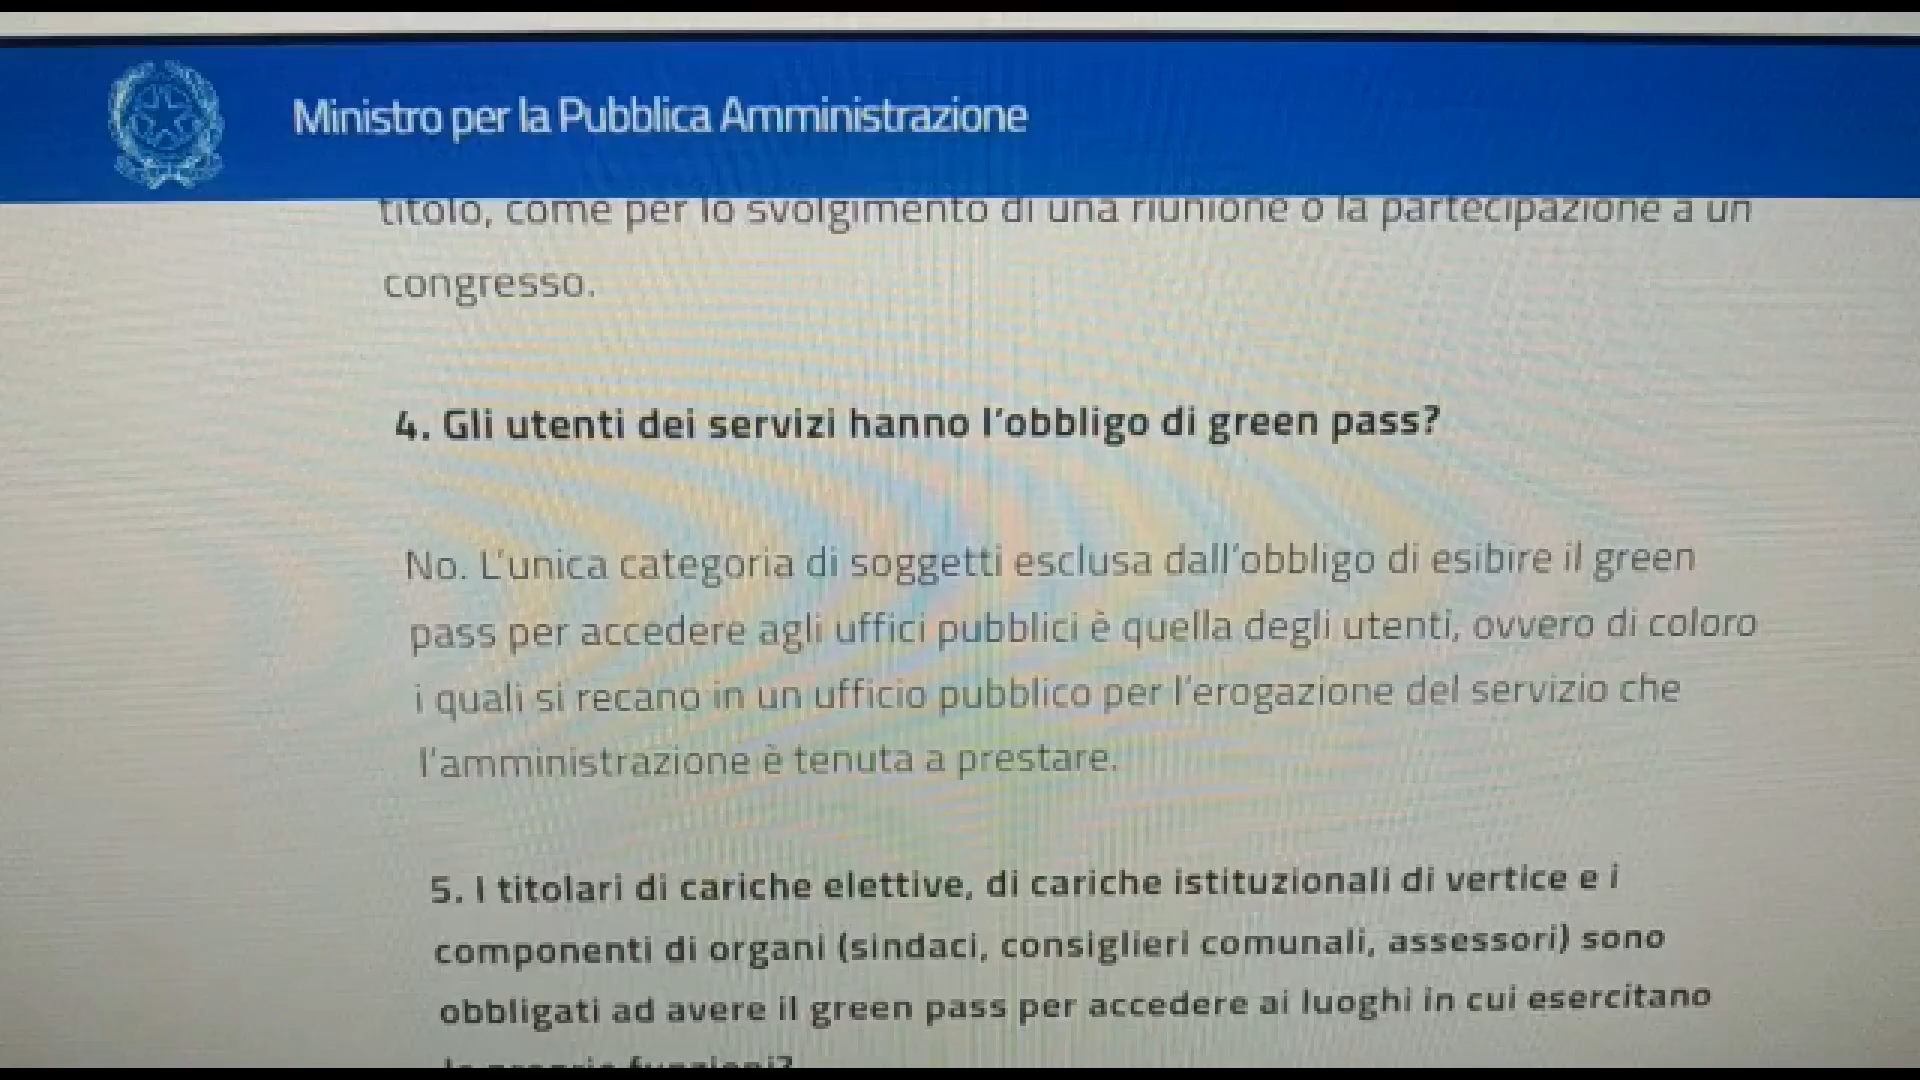 Ministro per la Pubblica Amministrazione
titolo, come per lo svolgimento di una riunione o la partecipazione a un
congresso.
4. Gli utenti dei servizi hanno l'obbligo di green pass?
No. L'unica categoria di soggetti esclusa dall'obbligo di esibire il green
pass per accedere agli uffici pubblici è quella degli utenti, ovvero di coloro
i quali si recano in un ufficio pubblico per l'erogazione del servizio che
l'amministrazione è tenuta a prestare.
5. I titolari di cariche elettive, di cariche istituzionali di vertice e i
componenti di organi (sindaci, consiglieri comunali, assessori) sono
obbligati ad avere il green pass per accedere ai luoghi in cui esercitano
le proprie funzioni?